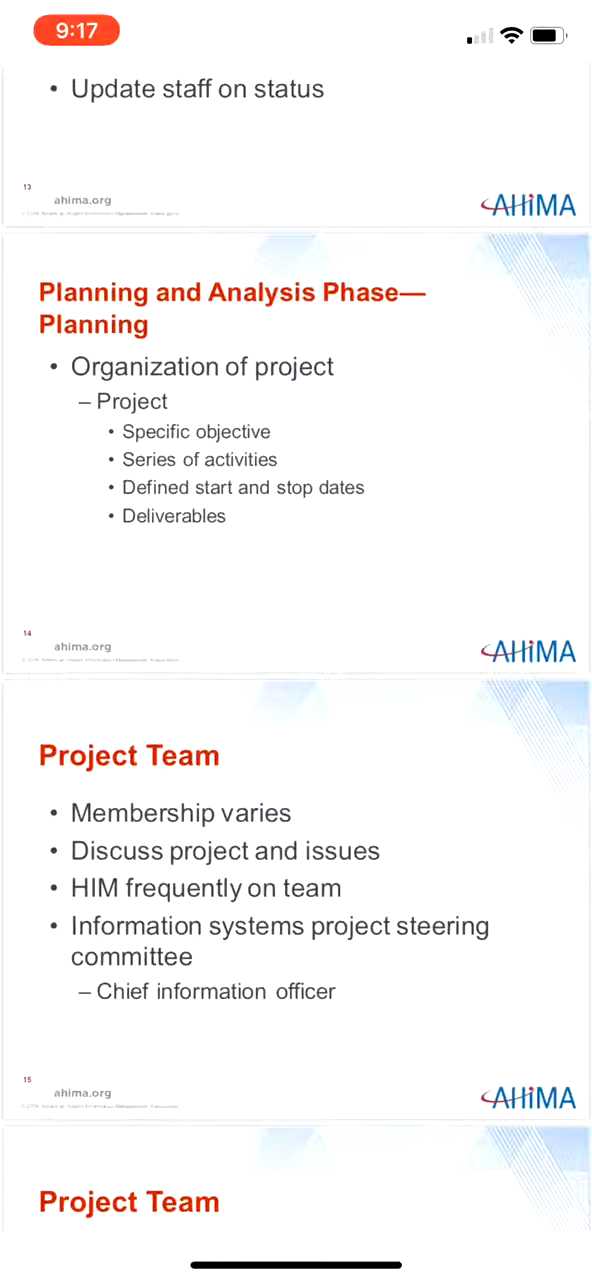 9:17
• Update staff on status
13
ahima.org
AHiMA
Planning and Analysis Phase—
Planning
• Organization of project
– Project
• Specific objective
• Series of activities
• Defined start and stop dates
• Deliverables
14
ahima.org
AHiMA
Project Team
• Membership varies
• Discuss project and issues
• HIM frequently on team
• Information systems project steering
committee
– Chief information officer
15
ahima.org
AHiMA
Project Team